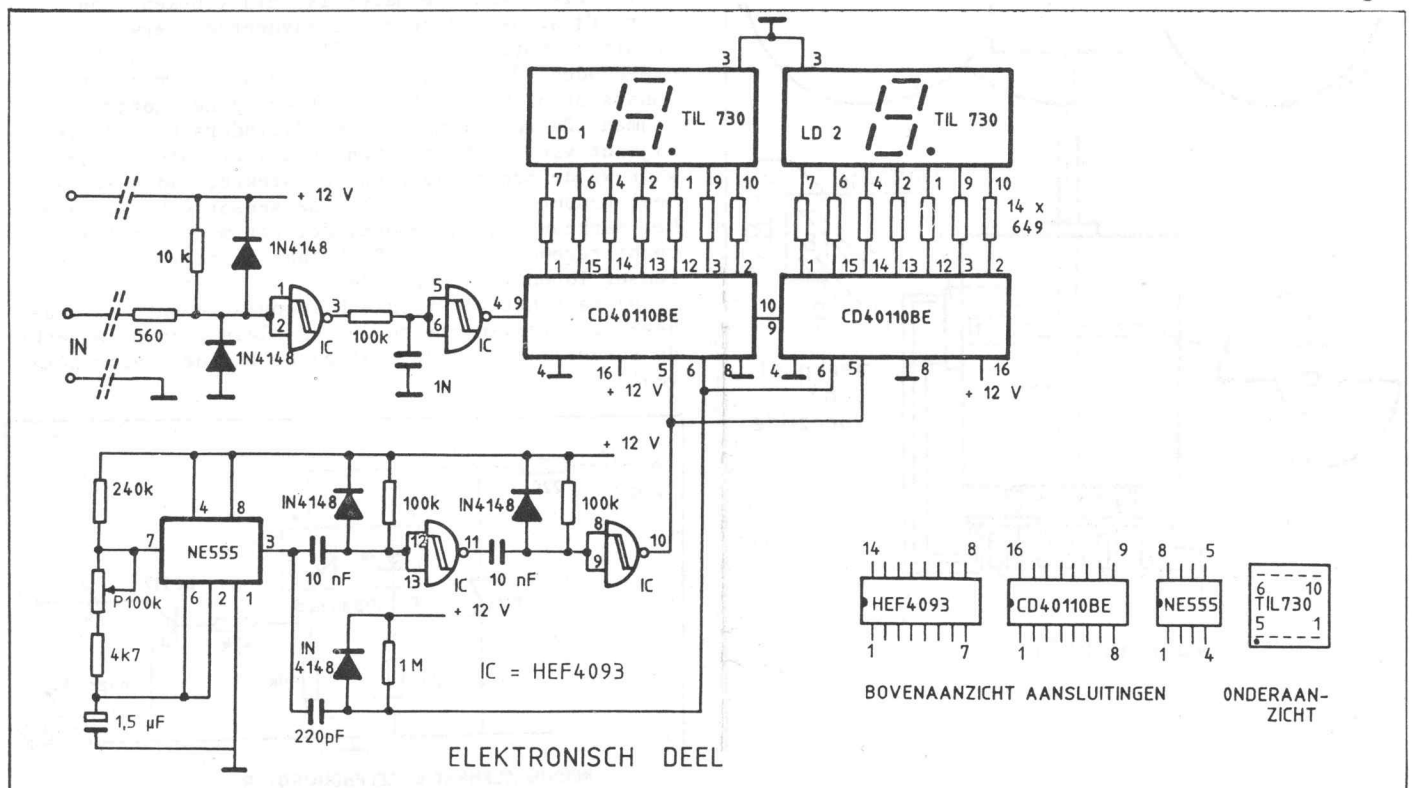 3 3
LD 1 TIL 730 LD 2 TIL 730
7 6 4 2 1 9 10 7 6 4 2 1 9 10
14 x
649
1 15 14 13 12 3 2 1 15 14 13 12 3 2
+ 12 V
10 k 1N4148
1 2 3 5 6 4 9
CD40110BE 10 9 CD40110BE
IN 560 1N4148 IC 100k IC
1N
4 16 5 6 8 4 6 5 8 16
+ 12 V + 12 V
+ 12 V
240k 4 8 IN4148 100k IN4148 100k
7 NE555 3 12 11 8 10
10 nF 13 IC 10 nF 9 IC
P100k 6 2 1
+ 12 V
4k7 IN
4148 1 M IC = HEF4093
1,5 µF 220pF
ELEKTRONISCH DEEL
14 8 16 9 8 5
HEF4093 CD40110BE NE555 6 10
TIL730
5 1
1 7 1 8 1 4
BOVENAANZICHT AANSLUITINGEN ONDERAAN-
ZICHT